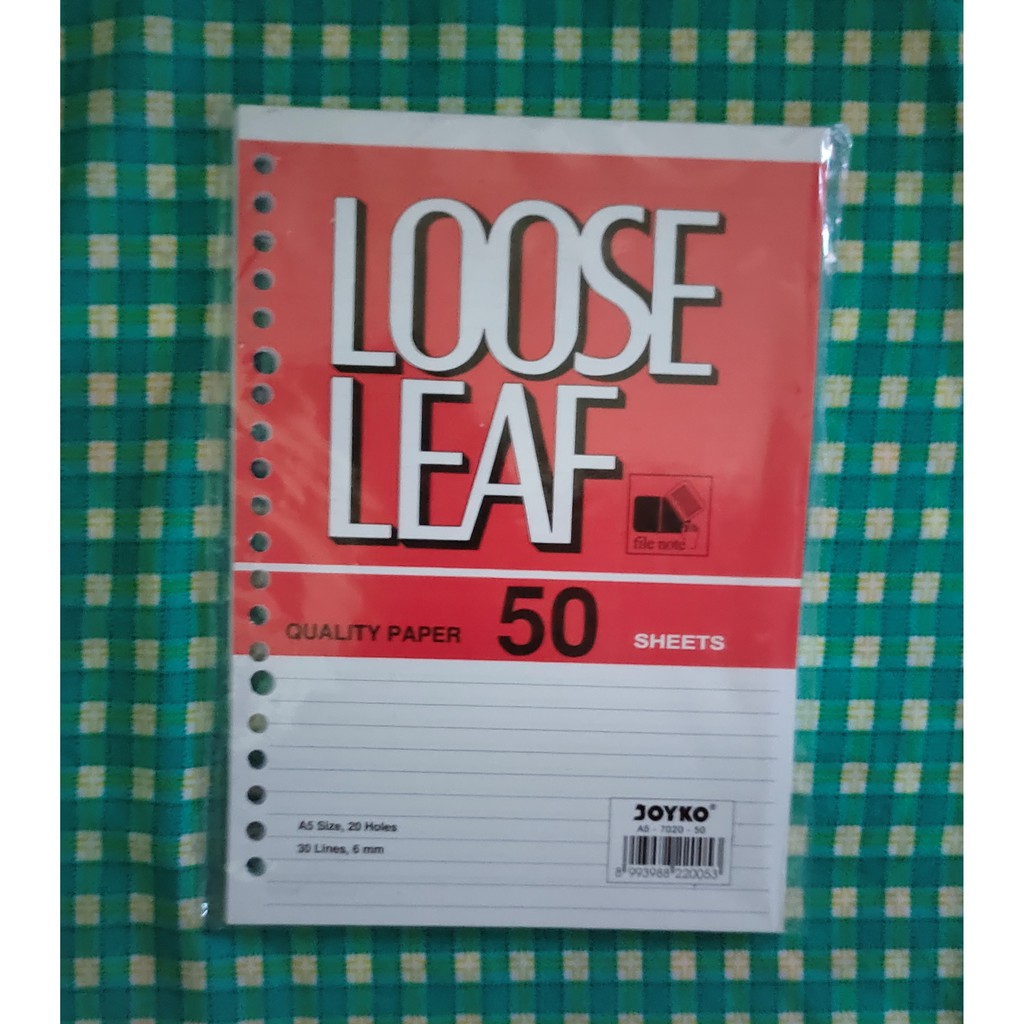 LOOSE
LEAF
file note
QUALITY PAPER 50 SHEETS
A5 Size, 20 Holes
30 Lines, 6 mm
JOYKO®
A5 - 7020 - 50
8 993988 220053